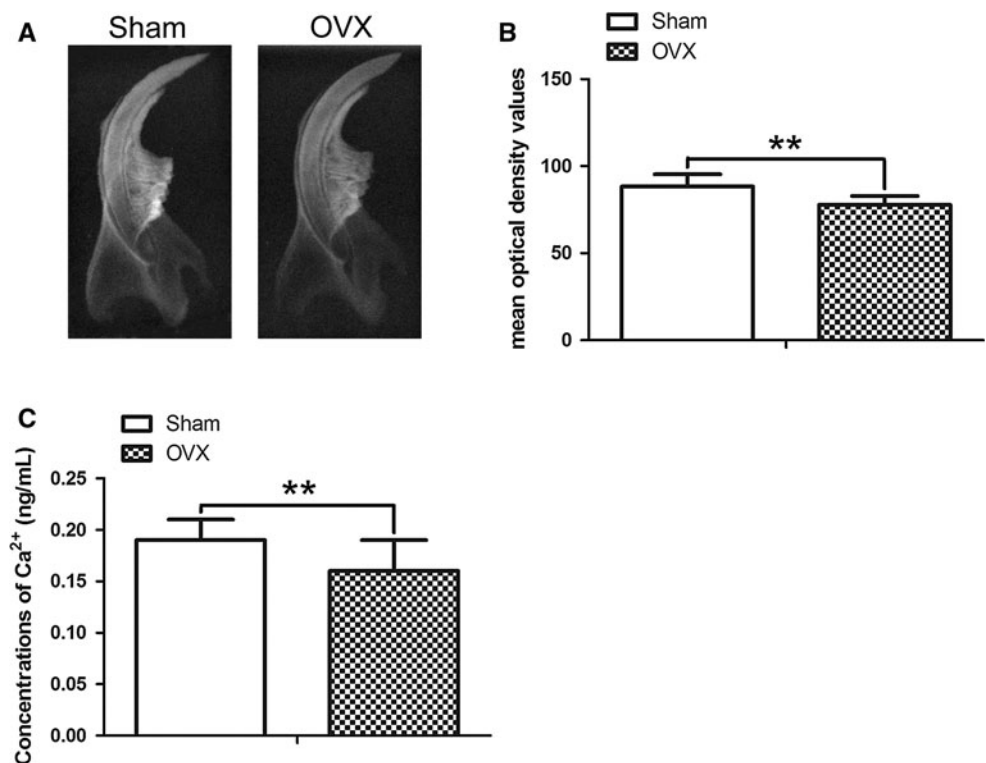 A
Sham
OVX
B
Sham
OVX
mean optical density values
150
100
50
0
**
C
Sham
OVX
Concentrations of Ca²⁺ (ng/mL)
0.25
0.20
0.15
0.10
0.05
0.00
**